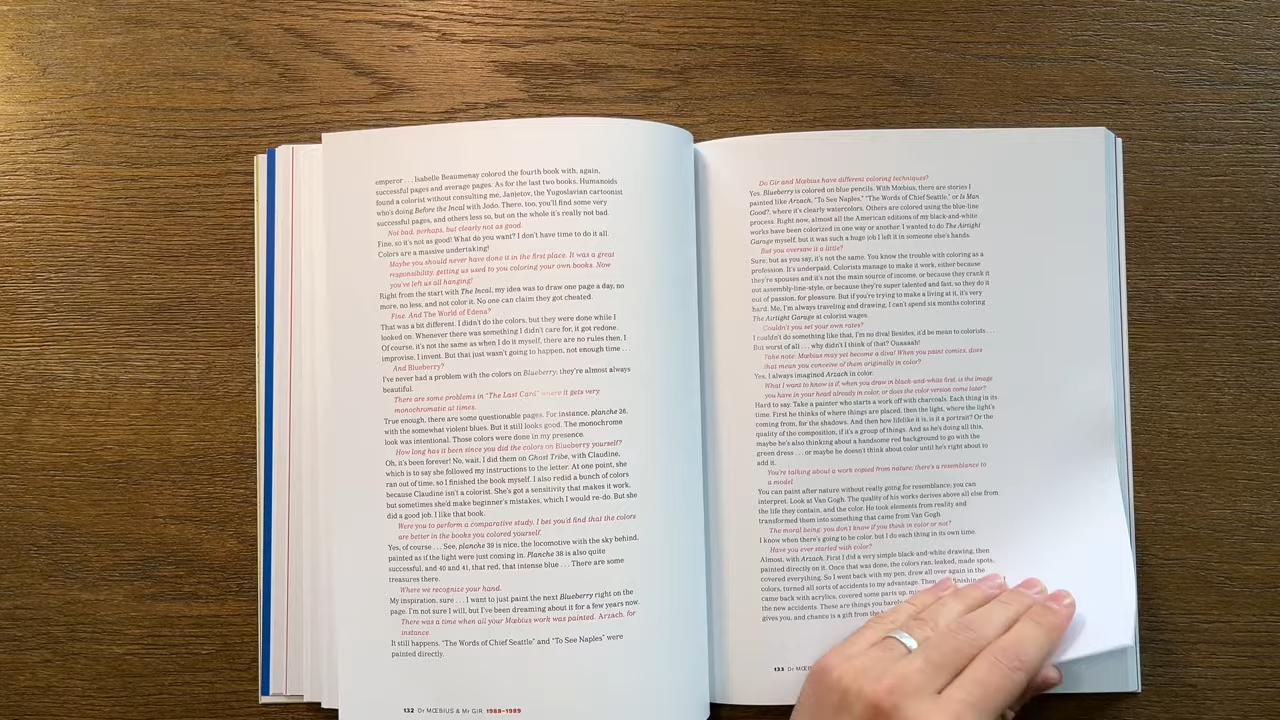 emperor . . . Isabelle Beaumenay colored the fourth book with, again,
successful pages and average pages. As for the last two books, Humanoids
found a colorist without consulting me, Janjetov, the Yugoslavian cartoonist
who's doing Before the Incal with Jodo. There, too, you'll find some very
successful pages, and others less so, but on the whole it's really not bad.
Not bad, perhaps, but clearly not as good.
Fine, so it's not as good! What do you want? I don't have time to do it all.
Colors are a massive undertaking!
Maybe you should never have done it in the first place. It was a great
responsibility, getting us used to you coloring your own books. Now
you've left us all hanging!
Right from the start with The Incal, my idea was to draw one page a day, no
more, no less, and not color it. No one can claim they got cheated.
Fine. And The World of Edena?
That was a bit different. I didn't do the colors, but they were done while I
looked on. Whenever there was something I didn't care for, it got redone.
Of course, it's not the same as when I do it myself, there are no rules then, I
improvise, I invent. But that just wasn't going to happen, not enough time . . .
And Blueberry?
I've never had a problem with the colors on Blueberry; they're almost always
beautiful.
There are some problems in "The Last Card" where it gets very
monochromatic at times.
True enough, there are some questionable pages. For instance, planche 26,
with the somewhat violent blues. But it still looks good. The monochrome
look was intentional. Those colors were done in my presence.
How long has it been since you did the colors on Blueberry yourself?
Oh, it's been forever! No, wait, I did them on Ghost Tribe, with Claudine,
which is to say she followed my instructions to the letter. At one point, she
ran out of time, so I finished the book myself. I also redid a bunch of colors
because Claudine isn't a colorist. She's got a sensitivity that makes it work,
but sometimes she'd make beginner's mistakes, which I would re-do. But she
did a good job. I like that book.
Were you to perform a comparative study, I bet you'd find that the colors
are better in the books you colored yourself.
Yes, of course . . . See, planche 39 is nice, the locomotive with the sky behind,
painted as if the light were just coming in. Planche 38 is also quite
successful, and 40 and 41, that red, that intense blue . . . There are some
treasures there.
Where we recognize your hand.
My inspiration, sure . . . I want to just paint the next Blueberry right on the
page. I'm not sure I will, but I've been dreaming about it for a few years now.
There was a time when all your Mœbius work was painted. Arzach, for
instance.
It still happens. "The Words of Chief Seattle" and "To See Naples" were
painted directly.
132 Dr MŒBIUS & Mr GIR 1988–1989
Do Gir and Mœbius have different coloring techniques?
Yes. Blueberry is colored on blue pencils. With Mœbius, there are stories I
painted like Arzach, "To See Naples," "The Words of Chief Seattle," or Is Man
Good?, where it's clearly watercolors. Others are colored using the blue-line
process. Right now, almost all the American editions of my black-and-white
works have been colorized in one way or another. I wanted to do The Airtight
Garage myself, but it was such a huge job I left it in someone else's hands.
But you oversaw it a little?
Sure; but as you say, it's not the same. You know the trouble with coloring as a
profession. It's underpaid. Colorists manage to make it work, either because
they're spouses and it's not the main source of income, or because they crank it
out assembly-line-style, or because they're super talented and fast, so they do it
out of passion, for pleasure. But if you're trying to make a living at it, it's very
hard. Me, I'm always traveling and drawing, I can't spend six months coloring
The Airtight Garage at colorist wages.
Couldn't you set your own rates?
I couldn't do something like that, I'm no diva! Besides, it'd be mean to colorists . . .
But worst of all . . . why didn't I think of that? Ouaaaah!
Take note: Mœbius may yet become a diva! When you paint comics, does
that mean you conceive of them originally in color?
Yes, I always imagined Arzach in color.
What I want to know is if, when you draw in black-and-white first, is the image
you have in your head already in color, or does the color version come later?
Hard to say. Take a painter who starts a work off with charcoals. Each thing in its
time. First he thinks of where things are placed, then the light, where the light's
coming from, for the shadows. And then how lifelike it is, is it a portrait? Or the
quality of the composition, if it's a group of things. And as he's doing all this,
maybe he's also thinking about a handsome red background to go with the
green dress . . . or maybe he doesn't think about color until he's right about to
add it.
You're talking about a work copied from nature; there's a resemblance to
a model.
You can paint after nature without really going for resemblance; you can
interpret. Look at Van Gogh. The quality of his works derives above all else from
the life they contain, and the color. He took elements from reality and
transformed them into something that came from Van Gogh.
The moral being: you don't know if you think in color or not?
I know when there's going to be color, but I do each thing in its own time.
Have you ever started with color?
Almost, with Arzach. First I did a very simple black-and-white drawing, then
painted directly on it. Once that was done, the colors ran, leaked, made spots,
covered everything. So I went back with my pen, drew all over again in the
colors, turned all sorts of accidents to my advantage. Then, finishing
came back with acrylics, covered some parts up,
the new accidents. These are things you barely
gives you, and chance is a gift from the
133 Dr